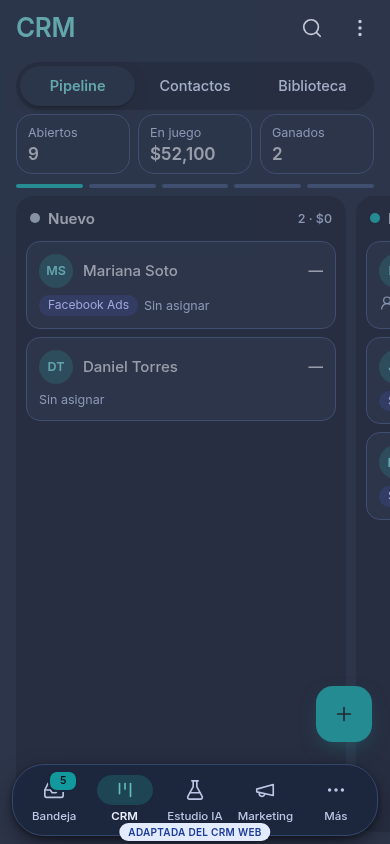 CRM
Pipeline
Contactos
Biblioteca
Abiertos
En juego
Ganados
9
$52,100
2
Nuevo
2 · $0
MS
Mariana Soto
—
Facebook Ads
Sin asignar
DT
Daniel Torres
—
Sin asignar
5
Bandeja
CRM
Estudio IA
Marketing
Más
ADAPTADA DEL CRM WEB